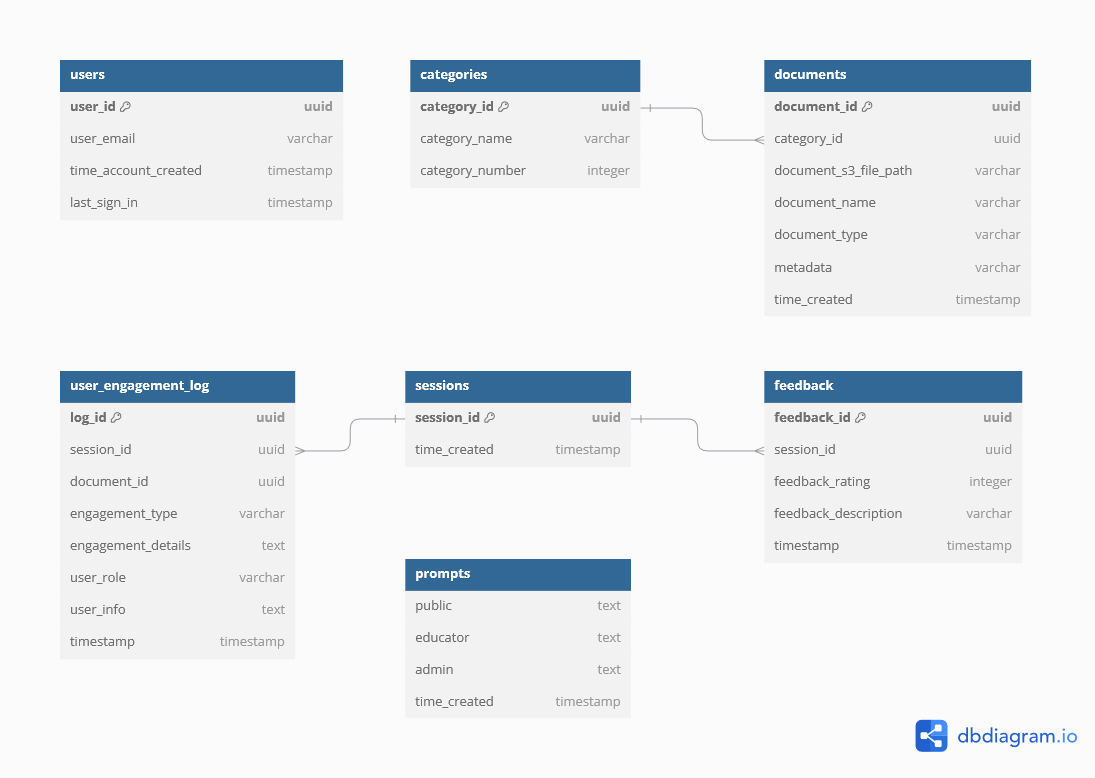 users
user_id uuid
user_email varchar
time_account_created timestamp
last_sign_in timestamp
categories
category_id uuid
category_name varchar
category_number integer
documents
document_id uuid
category_id uuid
document_s3_file_path varchar
document_name varchar
document_type varchar
metadata varchar
time_created timestamp
user_engagement_log
log_id uuid
session_id uuid
document_id uuid
engagement_type varchar
engagement_details text
user_role varchar
user_info text
timestamp timestamp
sessions
session_id uuid
time_created timestamp
feedback
feedback_id uuid
session_id uuid
feedback_rating integer
feedback_description varchar
timestamp timestamp
prompts
public text
educator text
admin text
time_created timestamp
dbdiagram.io